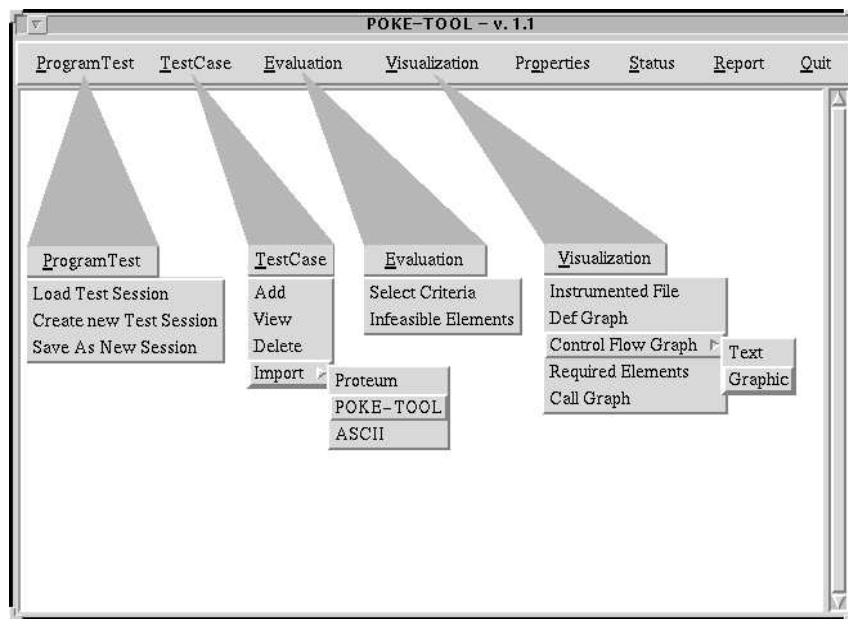 POKE-TOOL - v. 1.1
ProgramTest TestCase Evaluation Visualization Properties Status Report Quit
ProgramTest
Load Test Session
Create new Test Session
Save As New Session
TestCase
Add
View
Delete
Import
Proteum
POKE-TOOL
ASCII
Evaluation
Select Criteria
Infeasible Elements
Visualization
Instrumented File
Def Graph
Control Flow Graph
Text
Graphic
Required Elements
Call Graph